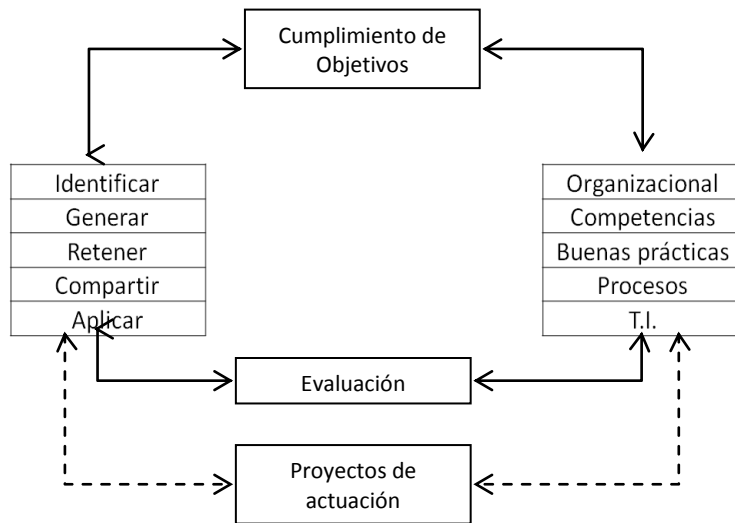 Cumplimiento de
Objetivos
Identificar
Generar
Retener
Compartir
Aplicar
Organizacional
Competencias
Buenas prácticas
Procesos
T.I.
Evaluación
Proyectos de
actuación